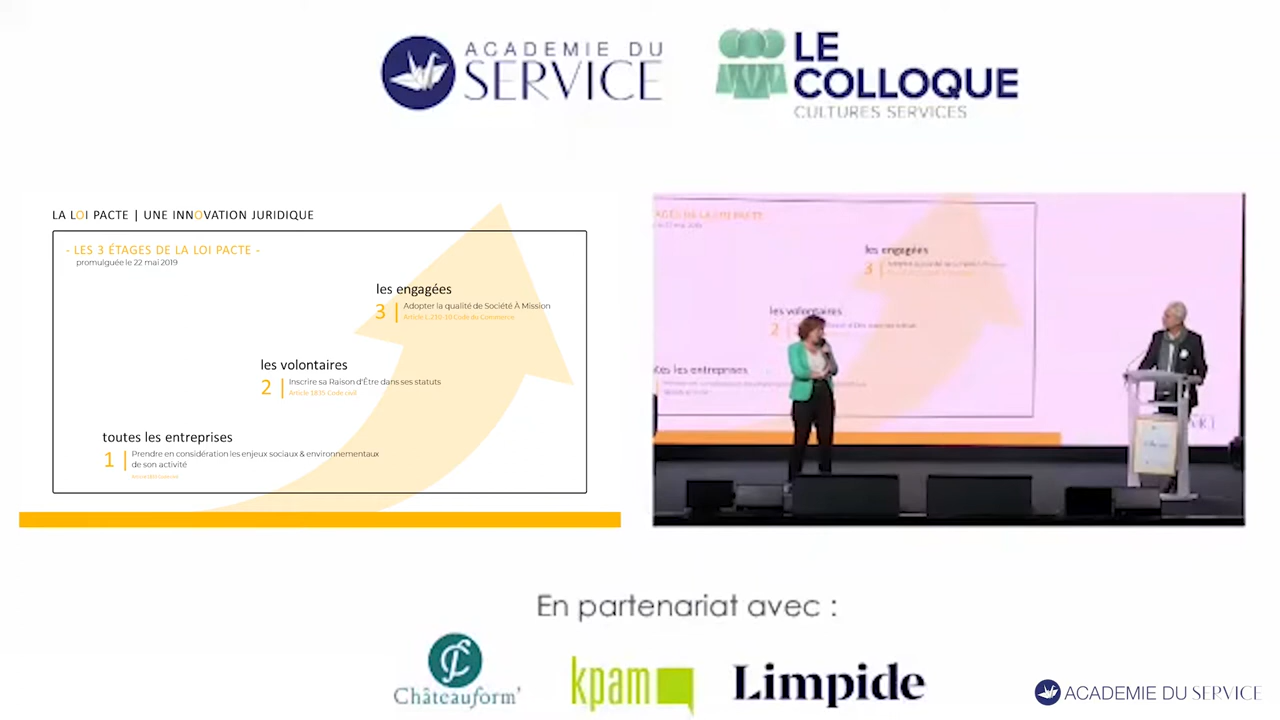 ACADEMIE DU
SERVICE
LE
COLLOQUE
CULTURES SERVICES
LA LOI PACTE | UNE INNOVATION JURIDIQUE
- LES 3 ÉTAGES DE LA LOI PACTE -
promulguée le 22 mai 2019
les engagées
3
Adopter la qualité de Société À Mission
Article L.210-10 Code du Commerce
les volontaires
2
Inscrire sa Raison d'Être dans ses statuts
Article 1835 Code civil
toutes les entreprises
1
Prendre en considération les enjeux sociaux & environnementaux
de son activité
les engagées
3
les volontaires
2
entreprises
En partenariat avec :
Châteauform'
kpam
Limpide
ACADEMIE DU SERVICE